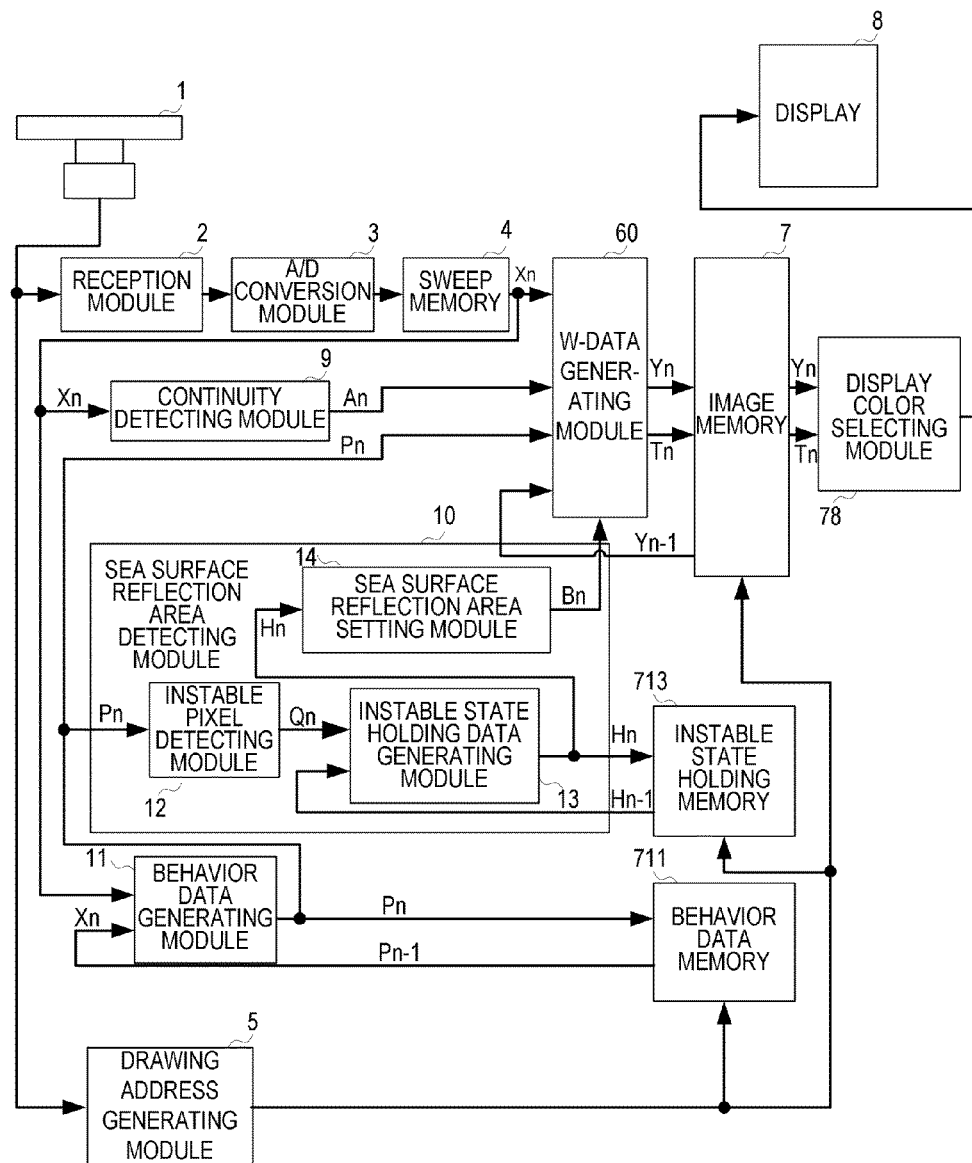 8
DISPLAY
1
2
RECEPTION
MODULE
3
A/D
CONVERSION
MODULE
4
SWEEP
MEMORY
Xn
60
W-DATA
GENER-
ATING
MODULE
Yn
Tn
7
IMAGE
MEMORY
Yn
Tn
DISPLAY
COLOR
SELECTING
MODULE
78
Xn
9
CONTINUITY
DETECTING MODULE
An
Pn
Yn-1
10
SEA SURFACE
REFLECTION
AREA
DETECTING
MODULE
14
SEA SURFACE
REFLECTION AREA
SETTING MODULE
Hn
Bn
Pn
INSTABLE
PIXEL
DETECTING
MODULE
12
Qn
INSTABLE STATE
HOLDING DATA
GENERATING
MODULE
13
Hn
Hn-1
713
INSTABLE
STATE
HOLDING
MEMORY
11
BEHAVIOR
DATA
GENERATING
MODULE
Xn
Pn
Pn-1
711
BEHAVIOR
DATA
MEMORY
5
DRAWING
ADDRESS
GENERATING
MODULE